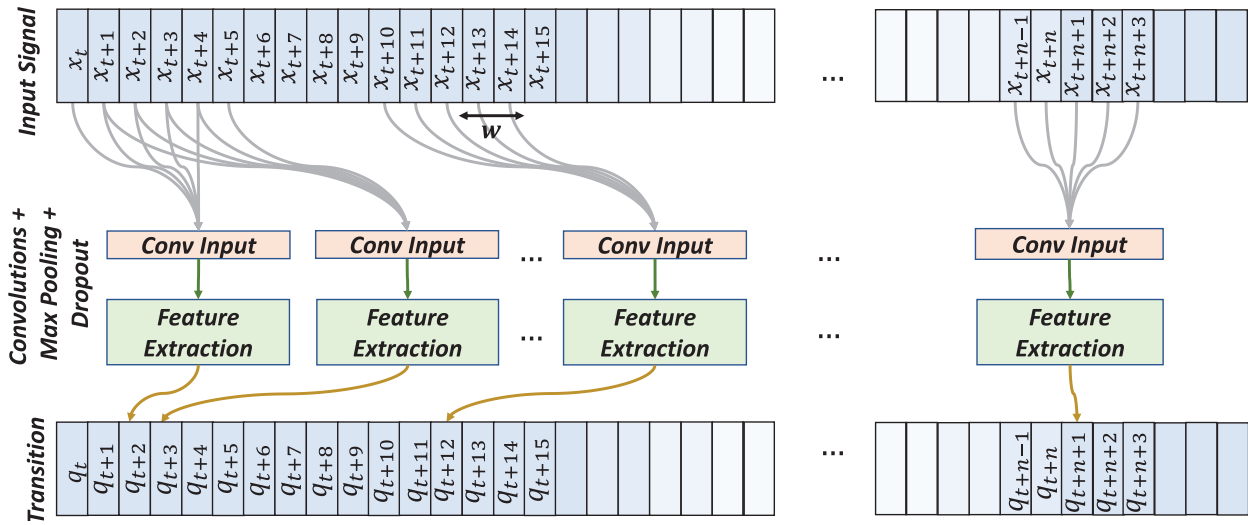 Input Signal
x_t x_{t+1} x_{t+2} x_{t+3} x_{t+4} x_{t+5} x_{t+6} x_{t+7} x_{t+8} x_{t+9} x_{t+10} x_{t+11} x_{t+12} x_{t+13} x_{t+14} x_{t+15} ... x_{t+n−1} x_{t+n} x_{t+n+1} x_{t+n+2} x_{t+n+3}
w
Convolutions +
Max Pooling +
Dropout
Conv Input Conv Input ... Conv Input ... Conv Input
Feature Feature Feature Feature
Extraction Extraction ... Extraction ... Extraction
Transition
q_t q_{t+1} q_{t+2} q_{t+3} q_{t+4} q_{t+5} q_{t+6} q_{t+7} q_{t+8} q_{t+9} q_{t+10} q_{t+11} q_{t+12} q_{t+13} q_{t+14} q_{t+15} ... q_{t+n−1} q_{t+n} q_{t+n+1} q_{t+n+2} q_{t+n+3}